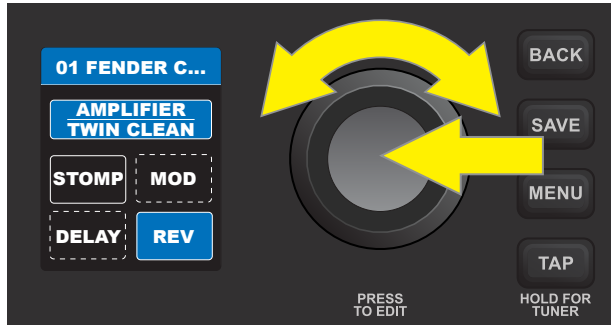 01 FENDER C...
AMPLIFIER
TWIN CLEAN
STOMP MOD
DELAY REV
BACK
SAVE
MENU
TAP
PRESS
TO EDIT
HOLD FOR
TUNER